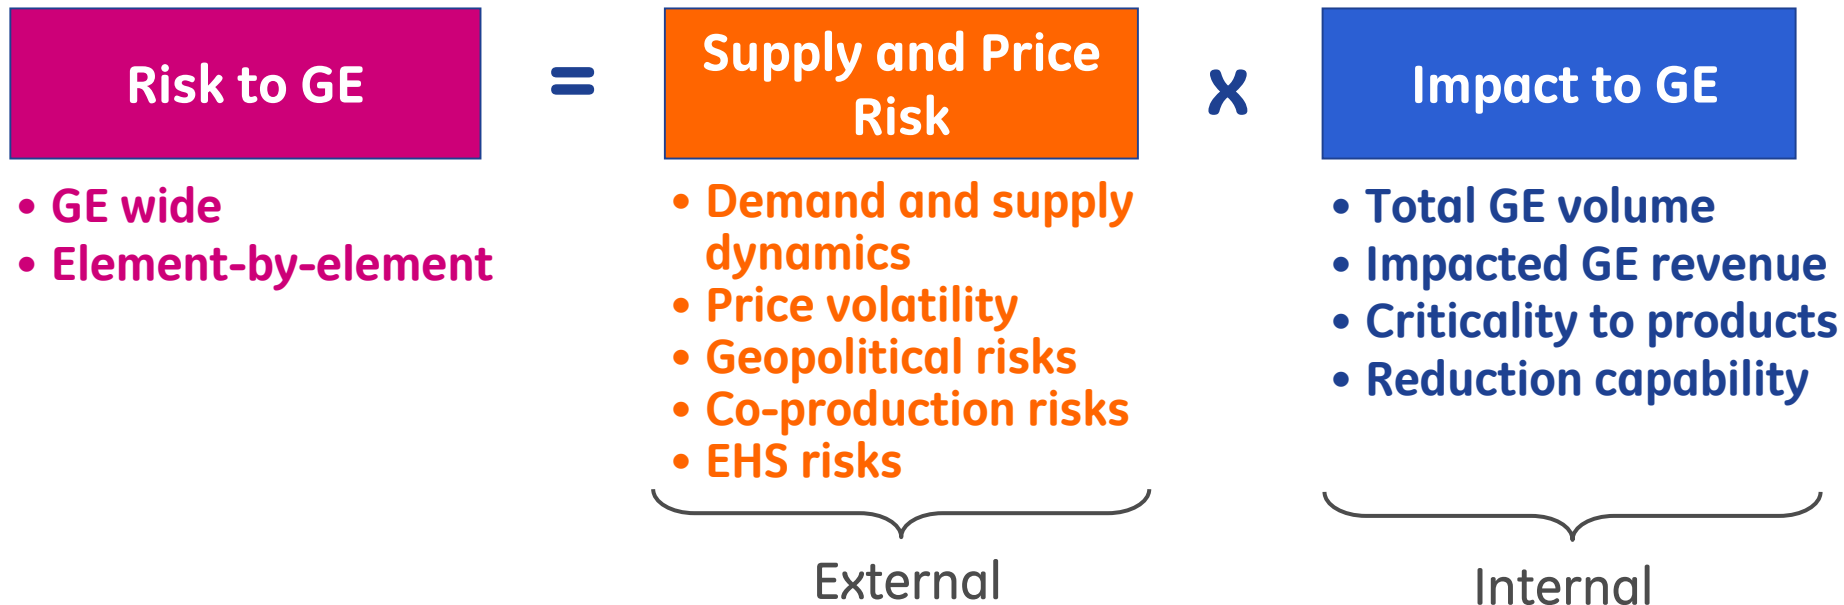 Risk to GE
=
Supply and Price
Risk
x
Impact to GE
• GE wide
• Element-by-element
• Demand and supply
dynamics
• Price volatility
• Geopolitical risks
• Co-production risks
• EHS risks
External
• Total GE volume
• Impacted GE revenue
• Criticality to products
• Reduction capability
Internal